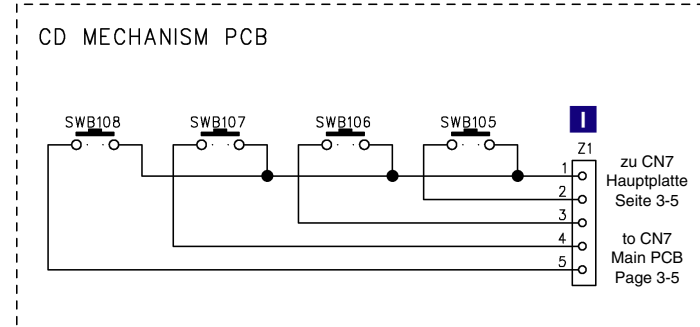 CD MECHANISM PCB
SWB108 SWB107 SWB106 SWB105
I
Z1
1
2
3
4
5
zu CN7
Hauptplatte
Seite 3-5
to CN7
Main PCB
Page 3-5